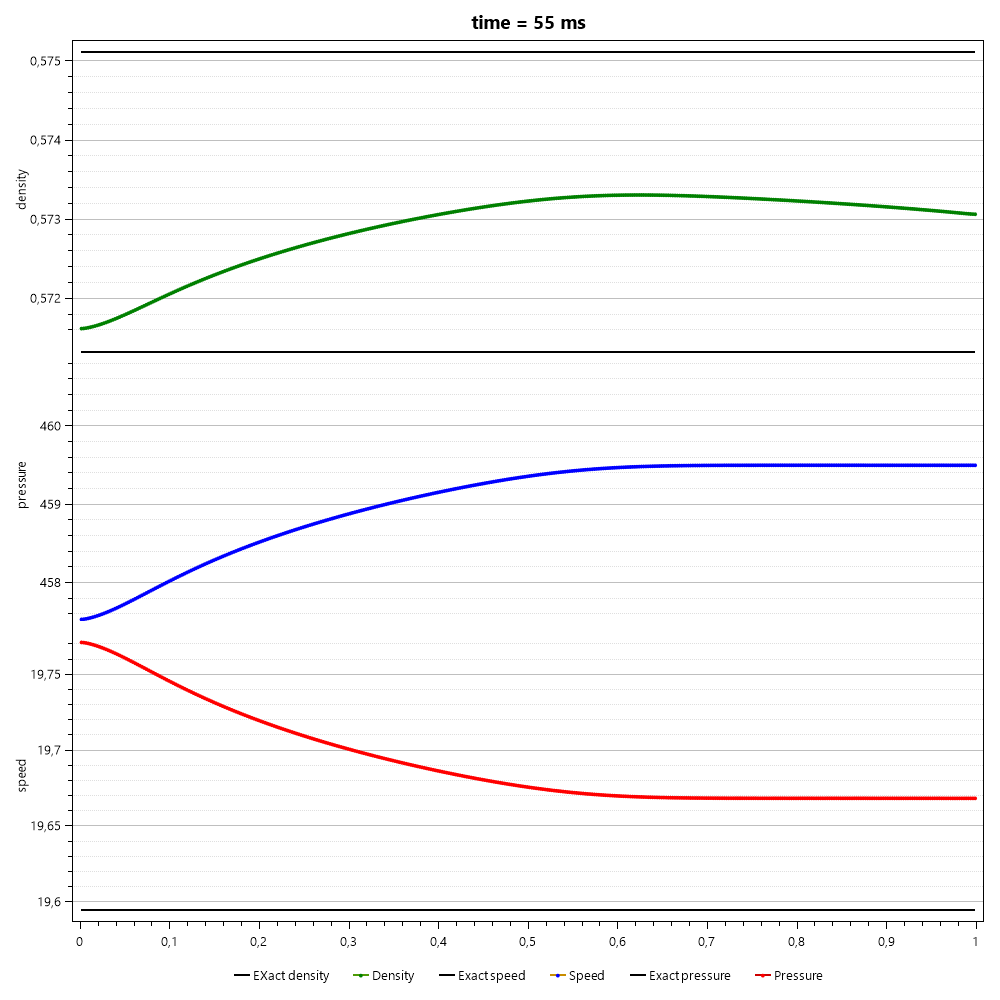 time = 55 ms
0,575
0,574
0,573
0,572
density
460
459
458
pressure
19,75
19,7
19,65
19,6
speed
0 0,1 0,2 0,3 0,4 0,5 0,6 0,7 0,8 0,9 1
EXact density Density Exact speed Speed Exact pressure Pressure